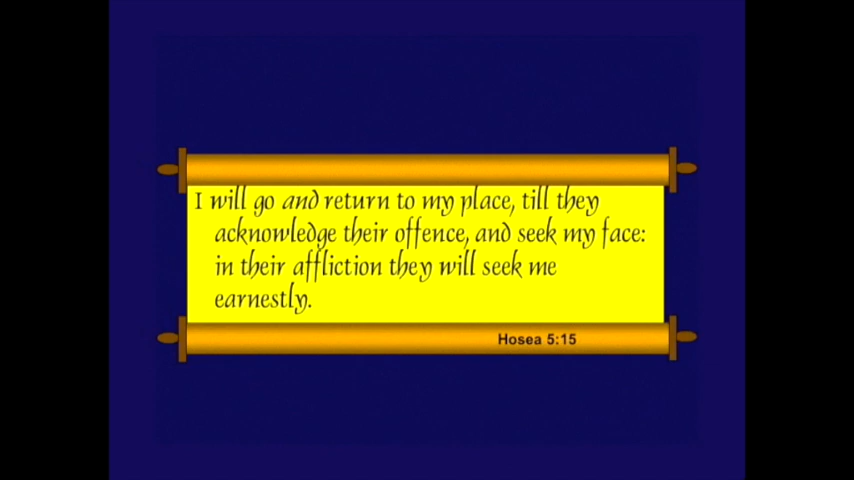 I will go and return to my place, till they
acknowledge their offence, and seek my face:
in their affliction they will seek me
earnestly.
Hosea 5:15